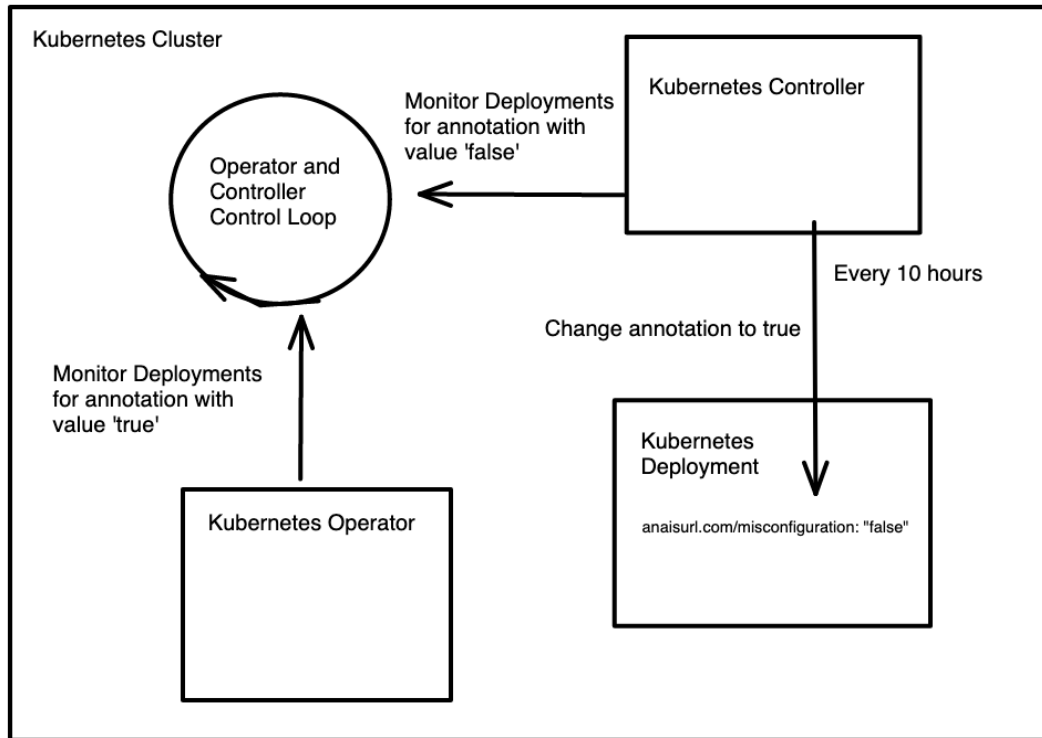 Kubernetes Cluster
Kubernetes Controller
Monitor Deployments
for annotation with
value 'false'
Operator and
Controller
Control Loop
Every 10 hours
Change annotation to true
Monitor Deployments
for annotation with
value 'true'
Kubernetes
Deployment
anaisurl.com/misconfiguration: "false"
Kubernetes Operator